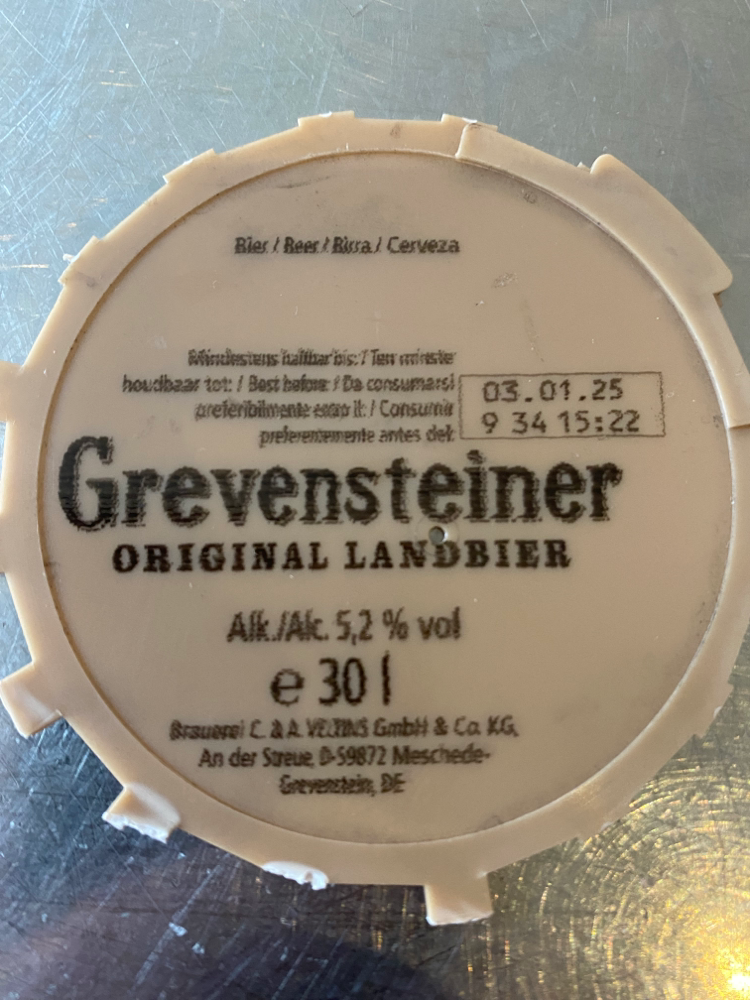 Bier / Beer / Birra / Cerveza
Mindestens haltbar bis: / Ten minste
houdbaar tot: / Best before: / Da consumarsi
preferibilmente entro il: / Consumir
preferentemente antes del:
03.01.25
9 34 15:22
Grevensteiner
ORIGINAL LANDBIER
Alk./Alc. 5,2 % vol
e 30 l
Brauerei C. & A. VELTINS GmbH & Co. KG,
An der Streue, D-59872 Meschede-
Grevenstein, DE